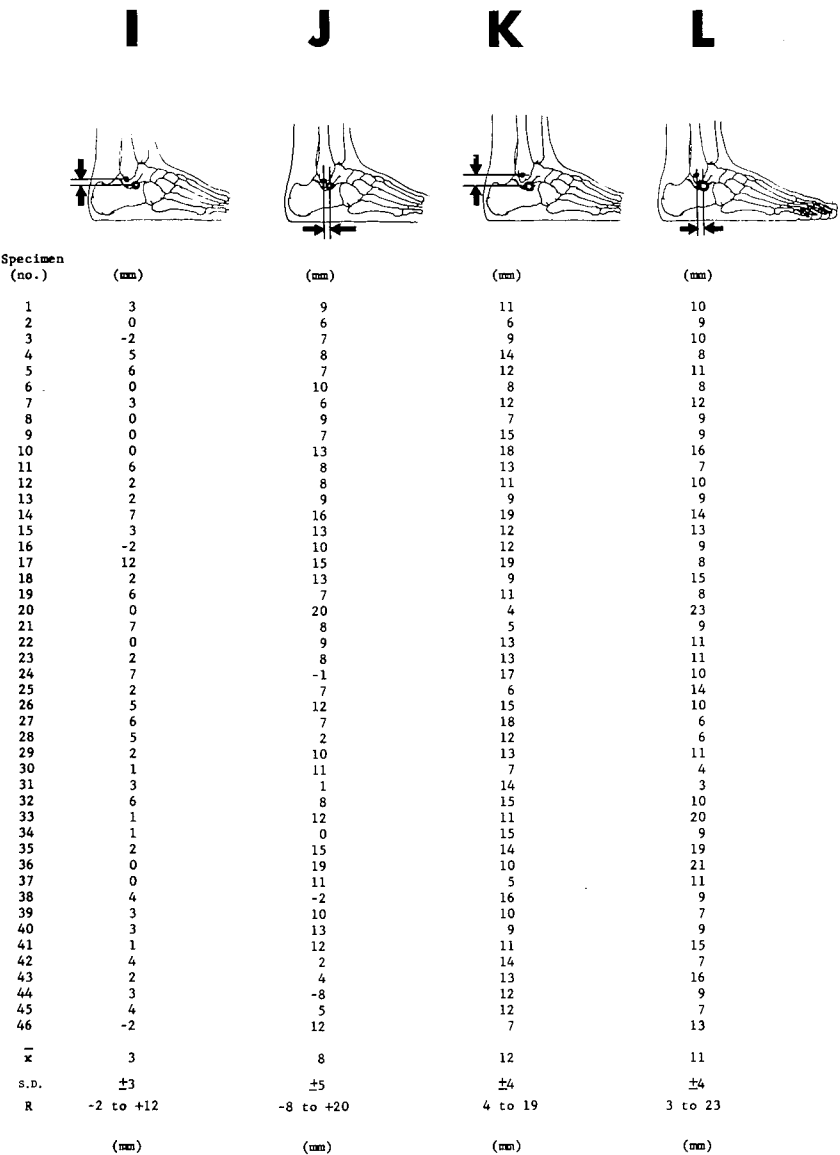 I J K L
Specimen
(no.) (mm) (mm) (mm) (mm)
1 3 9 11 10
2 0 6 6 9
3 -2 7 9 10
4 5 8 14 8
5 6 7 12 11
6 0 10 8 8
7 3 6 12 12
8 0 9 7 9
9 0 7 15 9
10 0 13 18 16
11 6 8 13 7
12 2 8 11 10
13 2 9 9 9
14 7 16 19 14
15 3 13 12 13
16 -2 10 12 9
17 12 15 19 8
18 2 13 9 15
19 6 7 11 8
20 0 20 4 23
21 7 8 5 9
22 0 9 13 11
23 2 8 13 11
24 7 -1 17 10
25 2 7 6 14
26 5 12 15 10
27 6 7 18 6
28 5 2 12 6
29 2 10 13 11
30 1 11 7 4
31 3 1 14 3
32 6 8 15 10
33 1 12 11 20
34 1 0 15 9
35 2 15 14 19
36 0 19 10 21
37 0 11 5 11
38 4 -2 16 9
39 3 10 10 7
40 3 13 9 9
41 1 12 11 15
42 4 2 14 7
43 2 4 13 16
44 3 -8 12 9
45 4 5 12 7
46 -2 12 7 13
x̄ 3 8 12 11
S.D. ±3 ±5 ±4 ±4
R -2 to +12 -8 to +20 4 to 19 3 to 23
(mm) (mm) (mm) (mm)